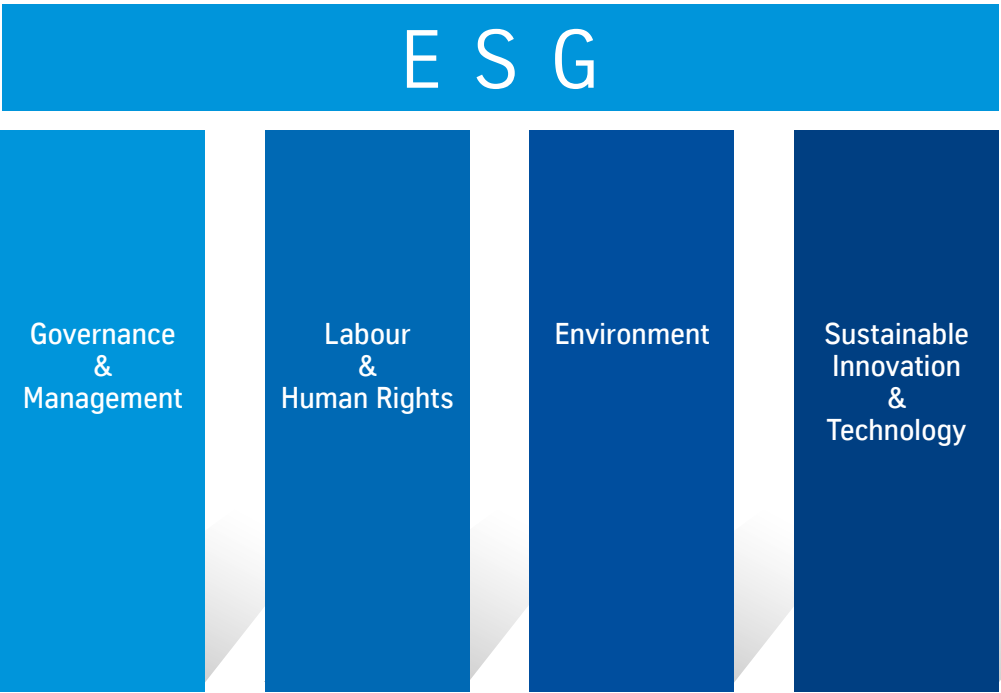 E S G
Governance
&
Management
Labour
&
Human Rights
Environment
Sustainable
Innovation
&
Technology